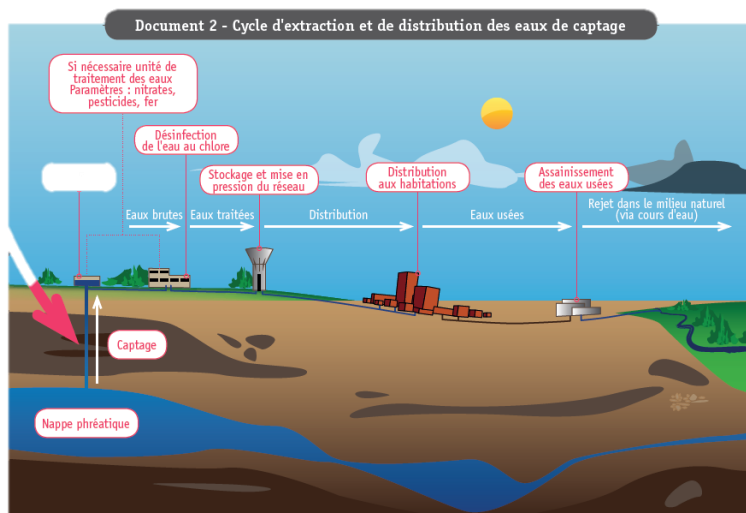 Document 2 - Cycle d'extraction et de distribution des eaux de captage
Si nécessaire unité de
traitement des eaux
Paramètres : nitrates,
pesticides, fer
Désinfection
de l'eau au chlore
Stockage et mise en
pression du réseau
Distribution
aux habitations
Assainissement
des eaux usées
Eaux brutes
Eaux traitées
Distribution
Eaux usées
Rejet dans le milieu naturel
(via cours d'eau)
Captage
Nappe phréatique